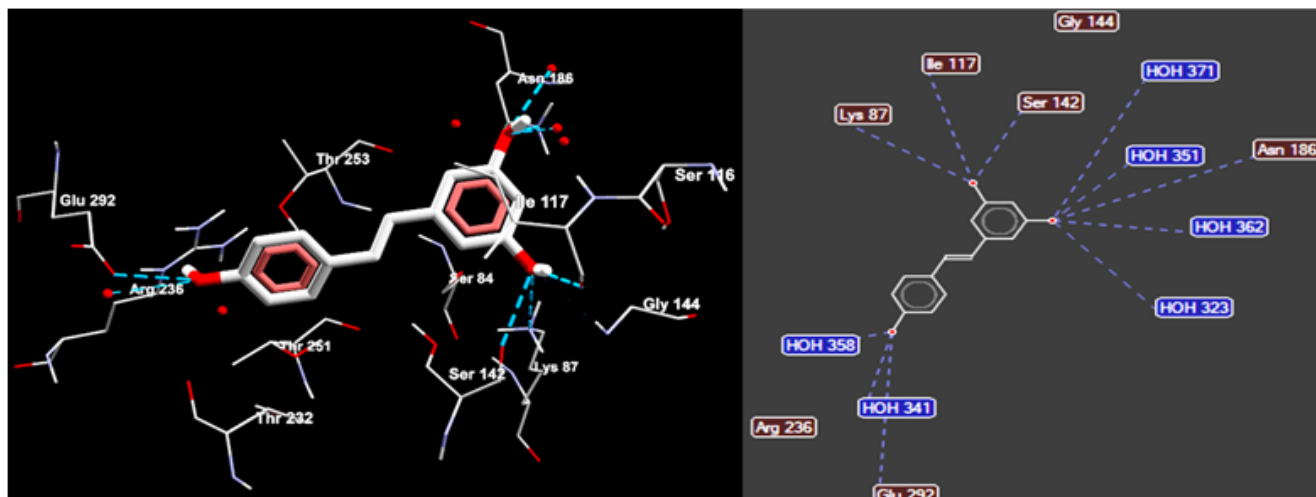 Asn 186
Thr 253
Ser 116
Glu 292
Ile 117
Arg 236
Ser 84
Gly 144
Thr 251
Ser 142
Lys 87
Thr 232
Gly 144
Ile 117
HOH 371
Lys 87
Ser 142
HOH 351
Asn 186
HOH 362
HOH 323
HOH 358
HOH 341
Arg 236
Glu 292